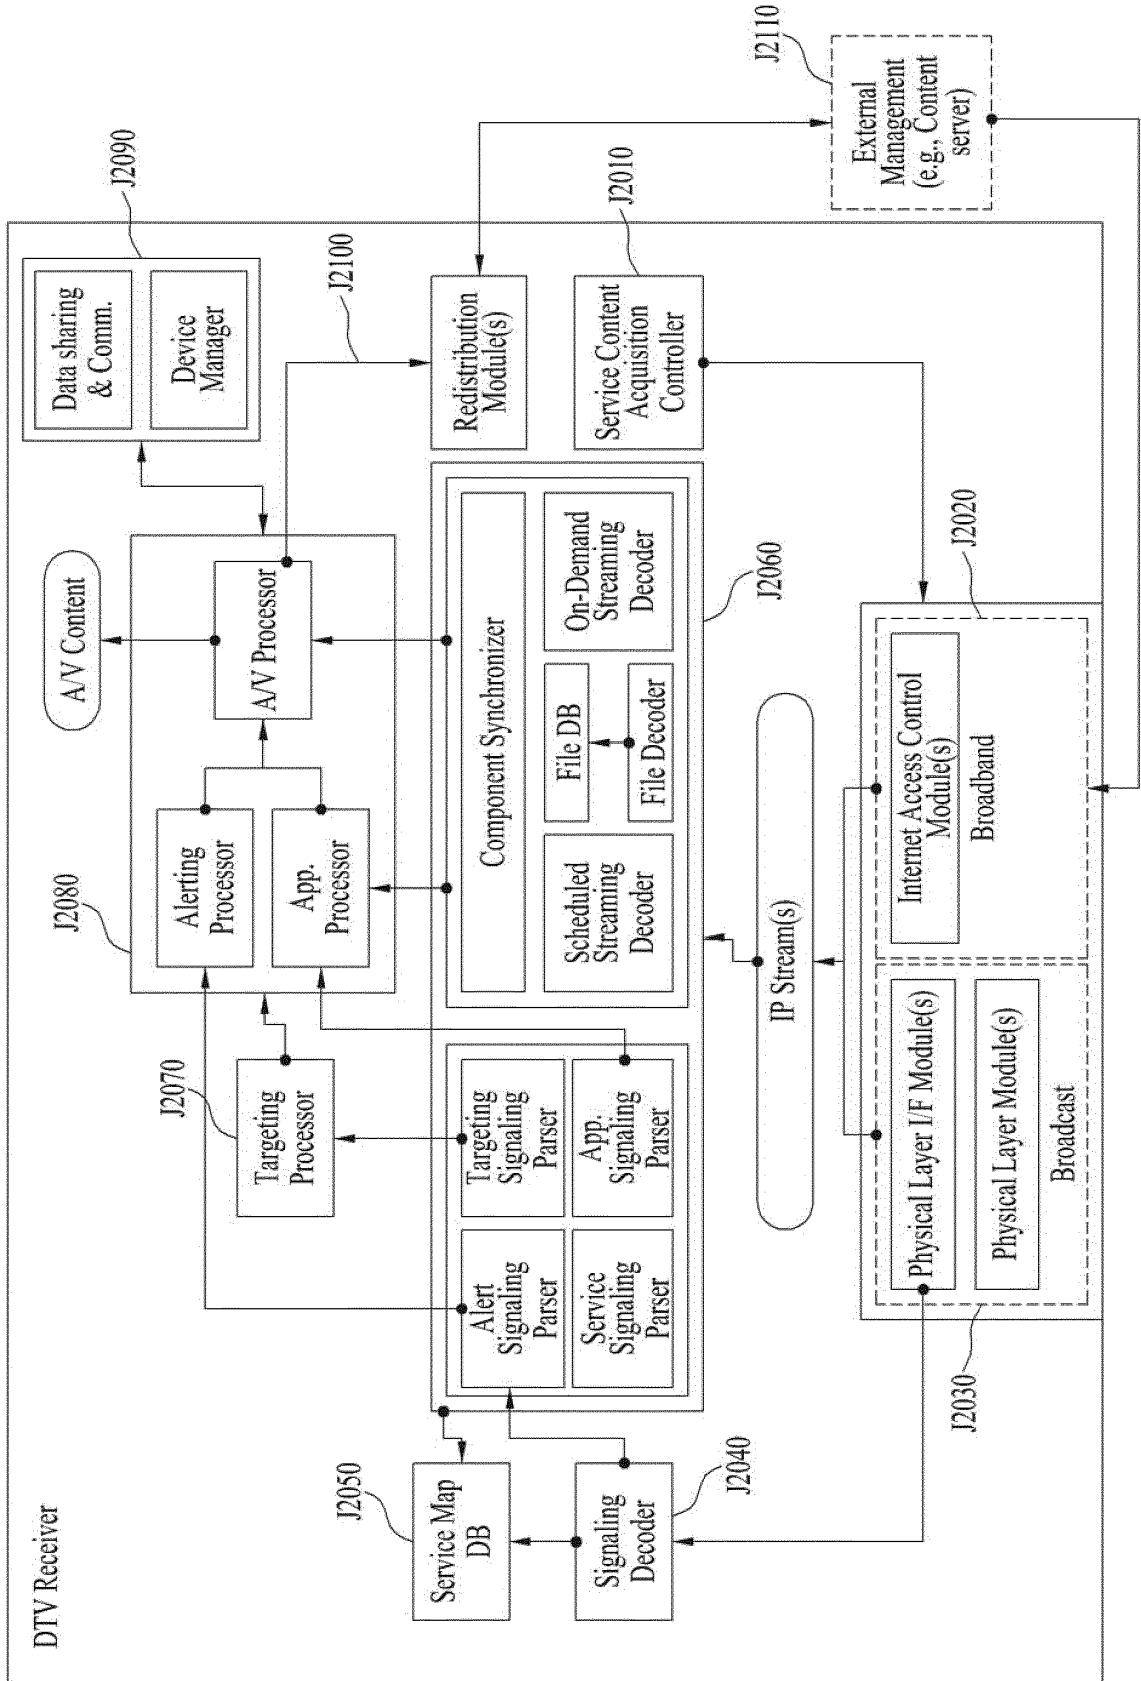 DTV Receiver
J2050
Service Map
DB
J2040
Signaling
Decoder
J2070
Targeting
Processor
J2080
Alerting
Processor
App.
Processor
A/V Processor
A/V Content
J2090
Data sharing
& Comm.
Device
Manager
J2100
Redistribution
Module(s)
J2010
Service Content
Acquisition
Controller
J2110
External
Management
(e.g., Content
server)
Alert
Signaling
Parser
Targeting
Signaling
Parser
Service
Signaling
Parser
App.
Signaling
Parser
Component Synchronizer
Scheduled
Streaming
Decoder
File DB
File Decoder
On-Demand
Streaming
Decoder
J2060
IP Stream(s)
J2030
Physical Layer I/F Module(s)
Physical Layer Module(s)
Broadcast
J2020
Internet Access Control
Module(s)
Broadband